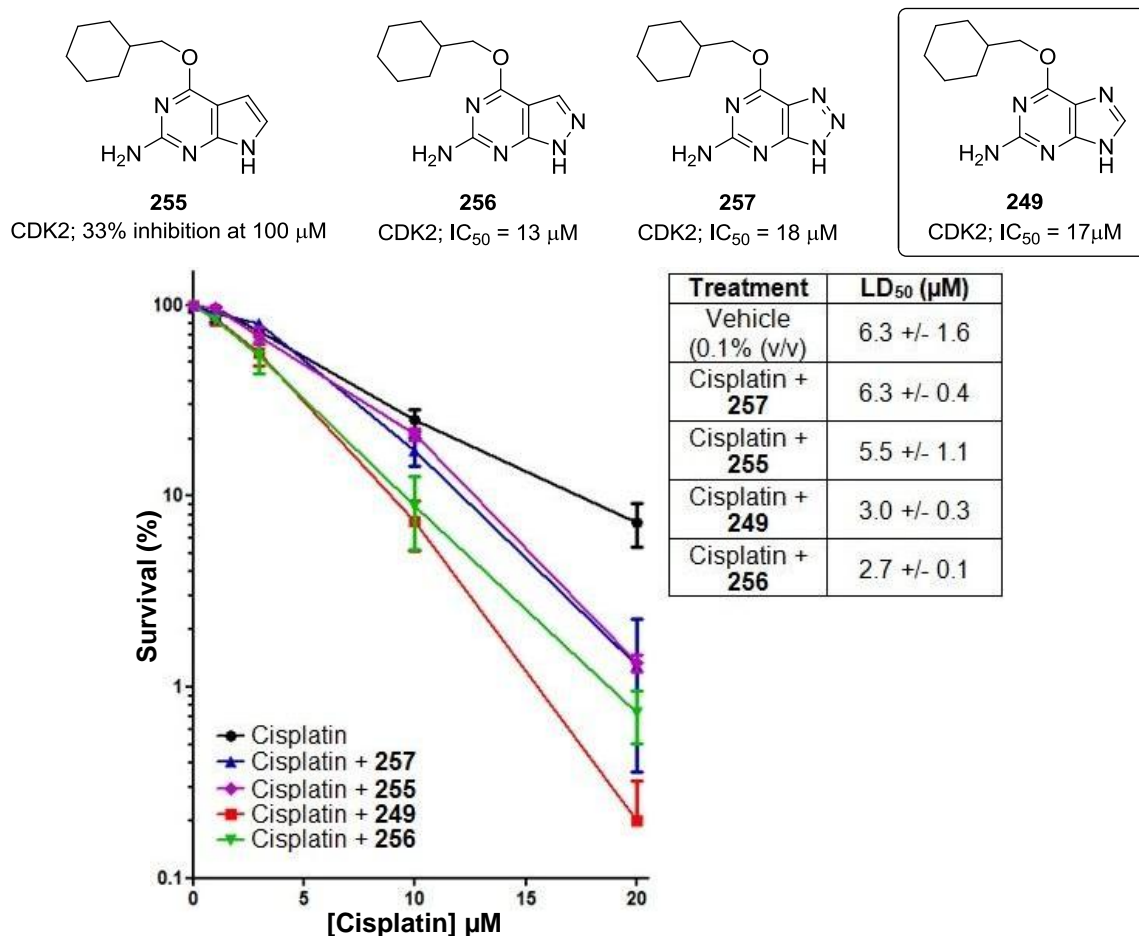 O
N
N
N
H
H₂N
255
CDK2; 33% inhibition at 100 µM
O
N
N
N
N
H
H₂N
256
CDK2; IC₅₀ = 13 µM
O
N
N
N
N
N
H
H₂N
257
CDK2; IC₅₀ = 18 µM
O
N
N
N
N
H
H₂N
249
CDK2; IC₅₀ = 17µM
100
10
1
0.1
Survival (%)
0
5
10
15
20
[Cisplatin] µM
Cisplatin
Cisplatin + 257
Cisplatin + 255
Cisplatin + 249
Cisplatin + 256
Treatment LD₅₀ (µM)
Vehicle
(0.1% (v/v) 6.3 +/- 1.6
Cisplatin +
257 6.3 +/- 0.4
Cisplatin +
255 5.5 +/- 1.1
Cisplatin +
249 3.0 +/- 0.3
Cisplatin +
256 2.7 +/- 0.1